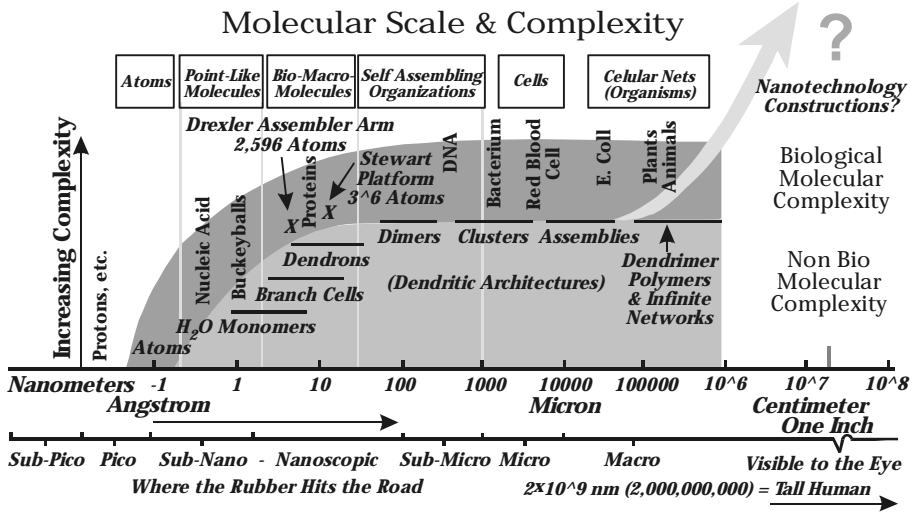 Molecular Scale & Complexity
?
Atoms
Point-Like
Molecules
Bio-Macro-
Molecules
Self Assembling
Organizations
Cells
Celular Nets
(Organisms)
Nanotechnology
Constructions?
Drexler Assembler Arm
2,596 Atoms
Stewart
Platform
3^6 Atoms
X
X
Increasing Complexity
Protons, etc.
Nucleic Acid
Buckeyballs
Proteins
DNA
Bacterium
Red Blood
Cell
E. Coll
Plants
Animals
Biological
Molecular
Complexity
Dimers
Clusters
Assemblies
Dendrons
Branch Cells
(Dendritic Architectures)
Dendrimer
Polymers
& Infinite
Networks
Non Bio
Molecular
Complexity
H2O Monomers
Atoms
Nanometers -1 1 10 100 1000 10000 100000 10^6 10^7 10^8
Angstrom
Micron
Centimeter
One Inch
Sub-Pico
Pico
Sub-Nano - Nanoscopic
Sub-Micro
Micro
Macro
Visible to the Eye
Where the Rubber Hits the Road
2x10^9 nm (2,000,000,000) = Tall Human